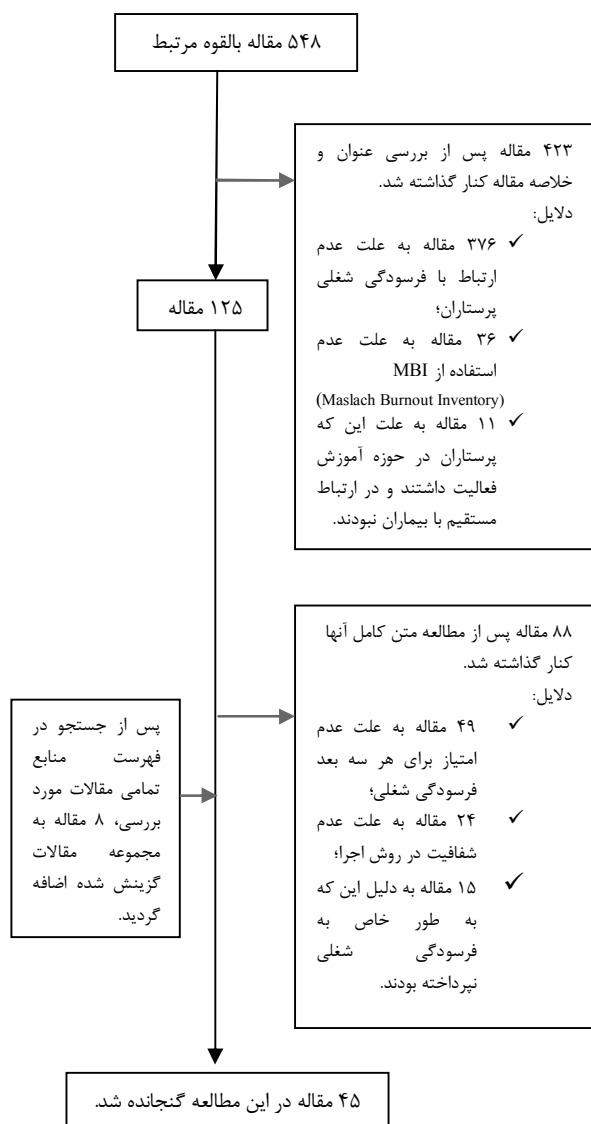 ۵۴۸ مقاله بالقوه مرتبط
۴۲۳ مقاله پس از بررسی عنوان و
خلاصه مقاله کنار گذاشته شد.
دلایل:
✓ ۳۷۶ مقاله به علت عدم
ارتباط با فرسودگی شغلی
پرستاران؛
✓ ۳۶ مقاله به علت عدم
استفاده از MBI
(Maslach Burnout Inventory)
✓ ۱۱ مقاله به علت این که
پرستاران در حوزه آموزش
فعالیت داشتند و در ارتباط
مستقیم با بیماران نبودند.
۱۲۵ مقاله
۸۸ مقاله پس از مطالعه متن کامل آنها
کنار گذاشته شد.
دلایل:
✓ ۴۹ مقاله به علت عدم
امتیاز برای هر سه بعد
فرسودگی شغلی؛
✓ ۲۴ مقاله به علت عدم
شفافیت در روش اجرا؛
✓ ۱۵ مقاله به دلیل این که
به طور خاص به
فرسودگی شغلی
نپرداخته بودند.
پس از جستجو در
فهرست منابع
تمامی مقالات مورد
بررسی، ۸ مقاله به
مجموعه مقالات
گزینش شده اضافه
گردید.
۴۵ مقاله در این مطالعه گنجانده شد.